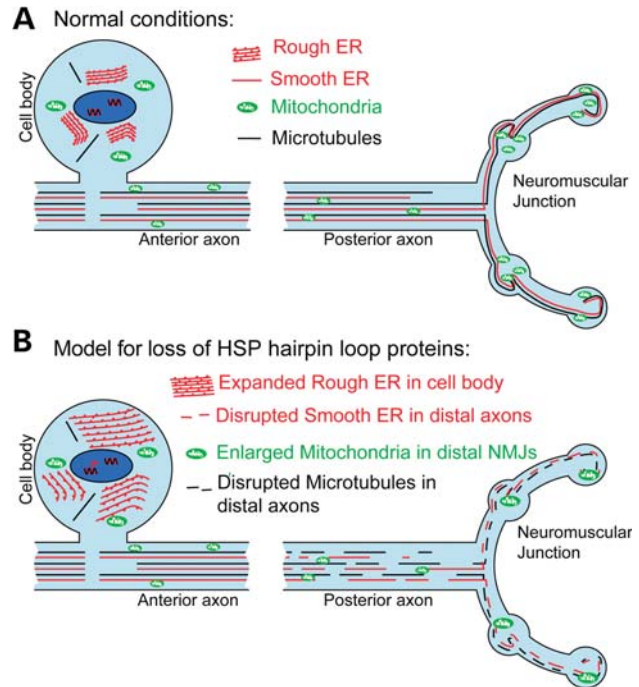 A Normal conditions:
Rough ER
Smooth ER
Mitochondria
Microtubules
Cell body
Neuromuscular
Junction
Anterior axon
Posterior axon
B Model for loss of HSP hairpin loop proteins:
Expanded Rough ER in cell body
Disrupted Smooth ER in distal axons
Enlarged Mitochondria in distal NMJs
Disrupted Microtubules in
distal axons
Cell body
Neuromuscular
Junction
Anterior axon
Posterior axon